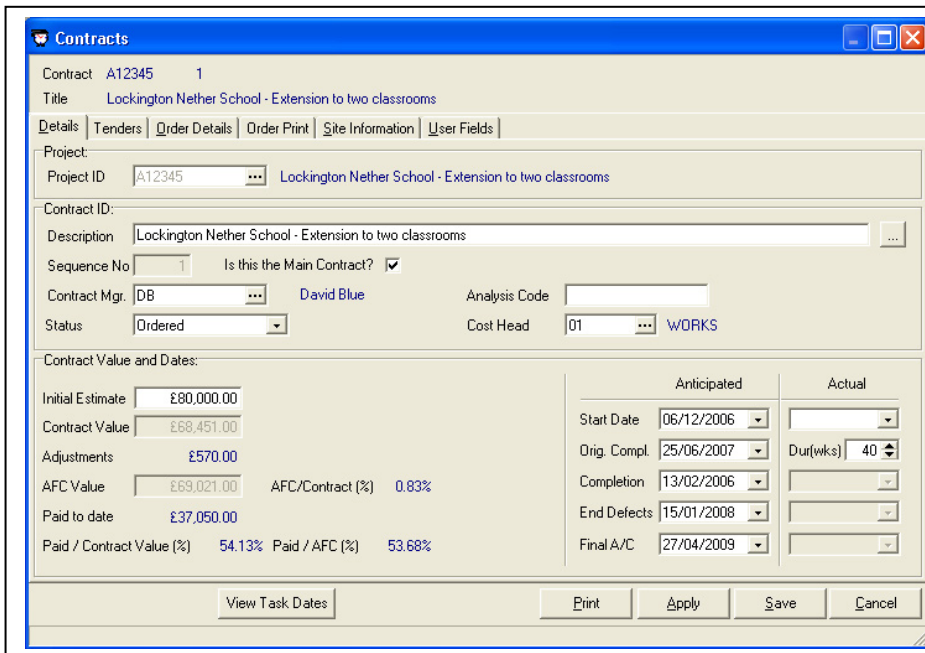 Contracts
Contract A12345 1
Title Lockington Nether School - Extension to two classrooms
Details Tenders Order Details Order Print Site Information User Fields
Project:
Project ID A12345 ... Lockington Nether School - Extension to two classrooms
Contract ID:
Description Lockington Nether School - Extension to two classrooms ...
Sequence No 1 Is this the Main Contract?
Contract Mgr. DB ... David Blue Analysis Code
Status Ordered Cost Head 01 ... WORKS
Contract Value and Dates:
Anticipated Actual
Initial Estimate £80,000.00
Start Date 06/12/2006
Contract Value £68,451.00
Orig. Compl. 25/06/2007 Dur(wks) 40
Adjustments £570.00
Completion 13/02/2006
AFC Value £69,021.00 AFC/Contract (%) 0.83%
End Defects 15/01/2008
Paid to date £37,050.00
Final A/C 27/04/2009
Paid / Contract Value (%) 54.13% Paid / AFC (%) 53.68%
View Task Dates Print Apply Save Cancel